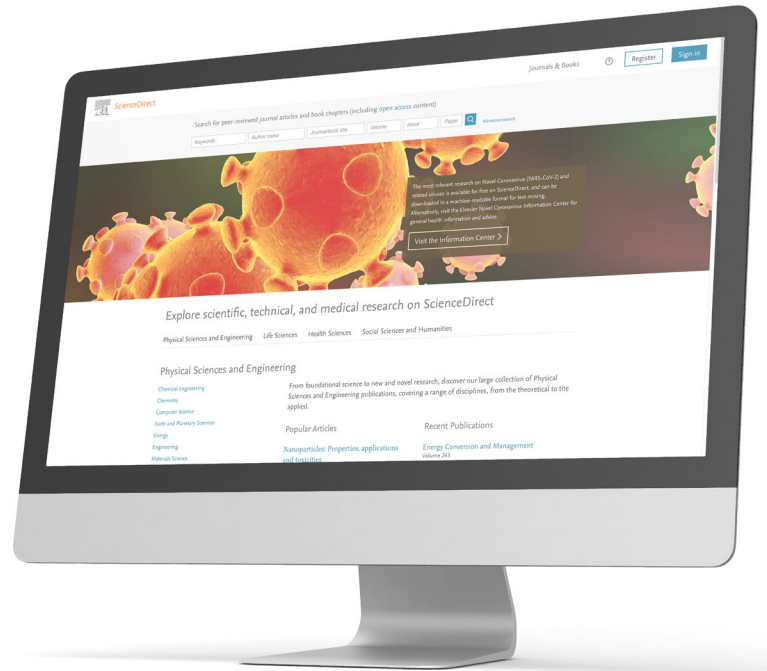 ScienceDirect
Journals & Books
?
Register
Sign in
Search for peer-reviewed journal articles and book chapters (including open access content)
Keywords
Author name
Journal/book title
Volume
Issue
Pages
Advanced search
The most relevant research on Novel Coronavirus (SARS-CoV-2) and
related viruses is available for free on ScienceDirect, and can be
downloaded in a machine-readable format for text mining.
Alternatively, visit the Elsevier Novel Coronavirus Information Center for
general health information and advice.
Visit the Information Center >
Explore scientific, technical, and medical research on ScienceDirect
Physical Sciences and Engineering
Life Sciences
Health Sciences
Social Sciences and Humanities
Physical Sciences and Engineering
Chemical Engineering
Chemistry
Computer Science
Earth and Planetary Sciences
Energy
Engineering
Materials Science
From foundational science to new and novel research, discover our large collection of Physical
Sciences and Engineering publications, covering a range of disciplines, from the theoretical to the
applied.
Popular Articles
Nanoparticles: Properties, applications
and toxicities
Recent Publications
Energy Conversion and Management
Volume 243